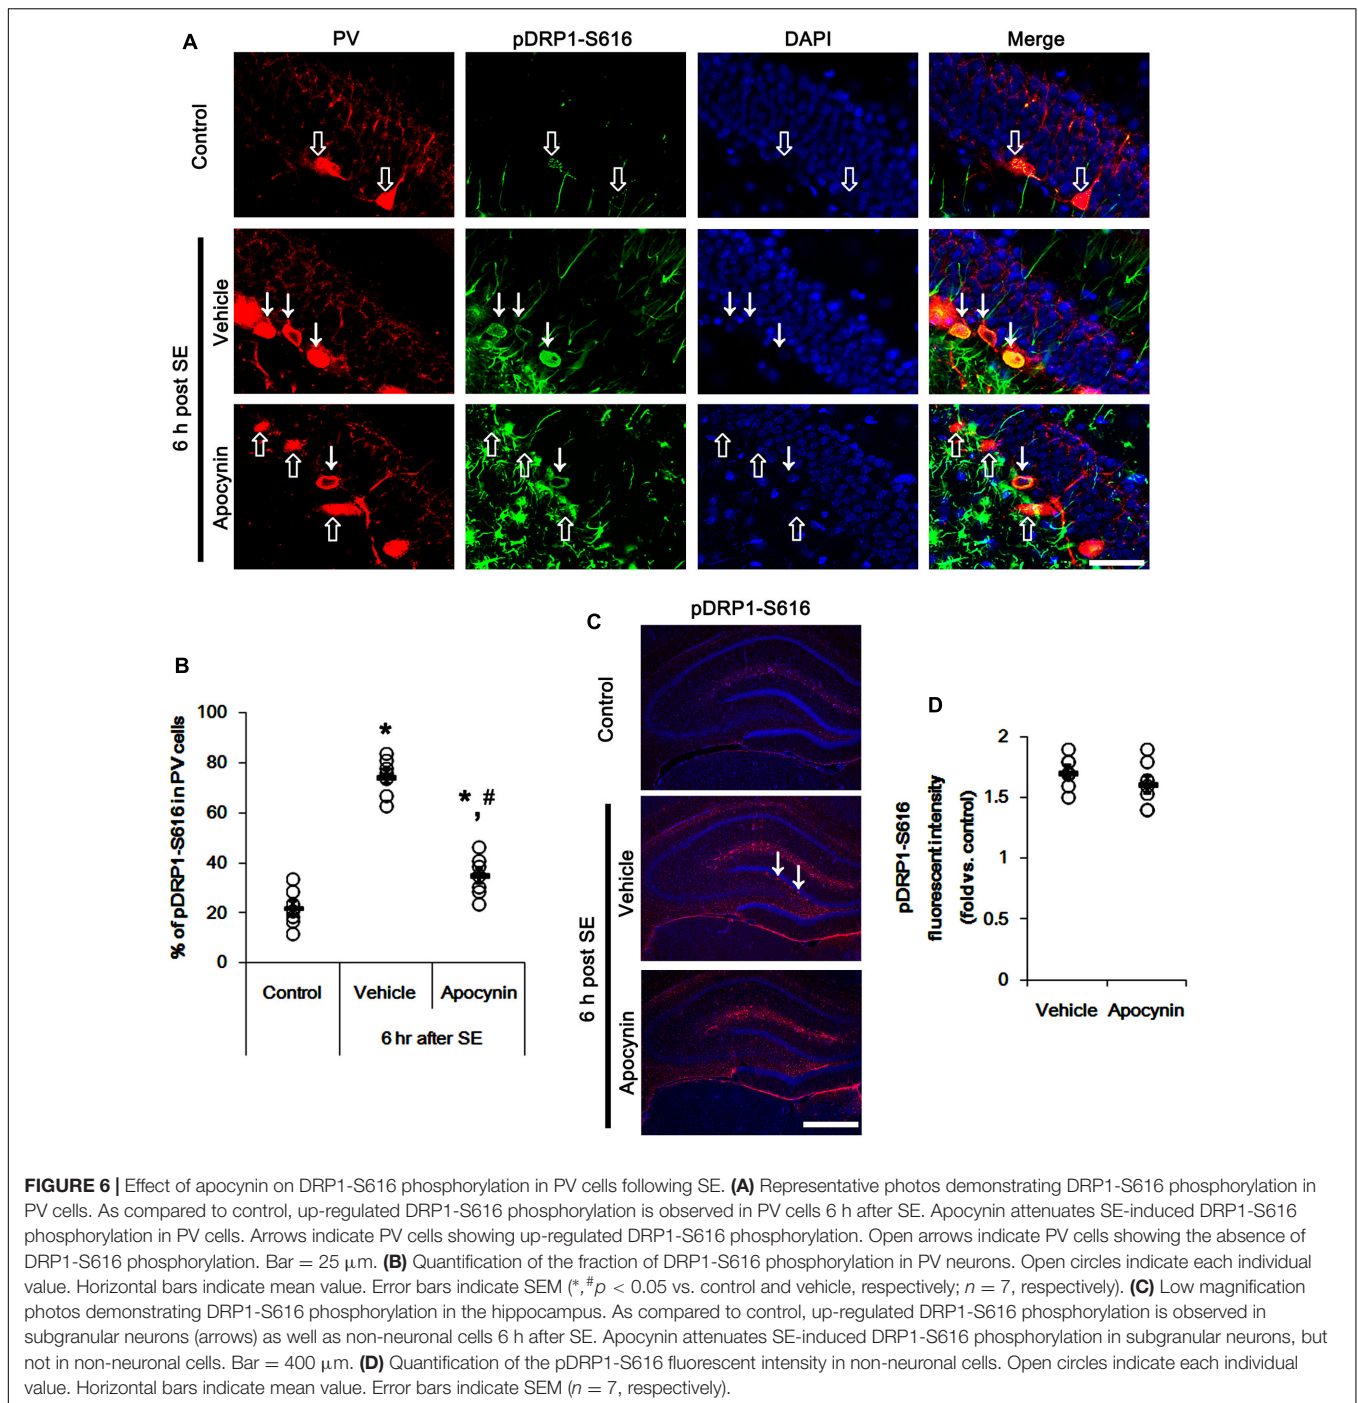 A
PV
pDRP1-S616
DAPI
Merge
Control
6 h post SE
Vehicle
Apocynin
B
% of pDRP1-S616 in PV cells
100
80
60
40
20
0
*
*, #
Control
Vehicle
Apocynin
6 hr after SE
C
pDRP1-S616
Control
6 h post SE
Vehicle
Apocynin
D
pDRP1-S616
fluorescent intensity
(fold vs. control)
2
1.5
1
0.5
0
Vehicle
Apocynin
FIGURE 6 | Effect of apocynin on DRP1-S616 phosphorylation in PV cells following SE. (A) Representative photos demonstrating DRP1-S616 phosphorylation in
PV cells. As compared to control, up-regulated DRP1-S616 phosphorylation is observed in PV cells 6 h after SE. Apocynin attenuates SE-induced DRP1-S616
phosphorylation in PV cells. Arrows indicate PV cells showing up-regulated DRP1-S616 phosphorylation. Open arrows indicate PV cells showing the absence of
DRP1-S616 phosphorylation. Bar = 25 μm. (B) Quantification of the fraction of DRP1-S616 phosphorylation in PV neurons. Open circles indicate each individual
value. Horizontal bars indicate mean value. Error bars indicate SEM (*,#p < 0.05 vs. control and vehicle, respectively; n = 7, respectively). (C) Low magnification
photos demonstrating DRP1-S616 phosphorylation in the hippocampus. As compared to control, up-regulated DRP1-S616 phosphorylation is observed in
subgranular neurons (arrows) as well as non-neuronal cells 6 h after SE. Apocynin attenuates SE-induced DRP1-S616 phosphorylation in subgranular neurons, but
not in non-neuronal cells. Bar = 400 μm. (D) Quantification of the pDRP1-S616 fluorescent intensity in non-neuronal cells. Open circles indicate each individual
value. Horizontal bars indicate mean value. Error bars indicate SEM (n = 7, respectively).